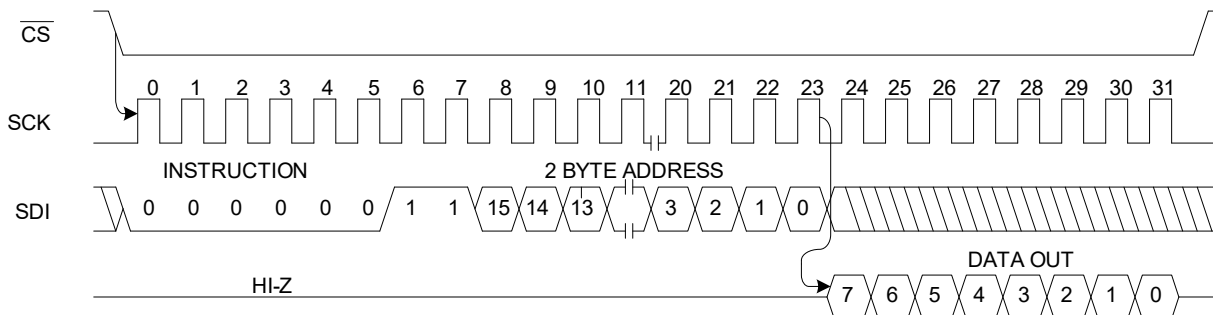 CS
0 1 2 3 4 5 6 7 8 9 10 11 20 21 22 23 24 25 26 27 28 29 30 31
SCK
INSTRUCTION 2 BYTE ADDRESS
SDI 0 0 0 0 0 0 1 1 15 14 13 3 2 1 0
DATA OUT
HI-Z
7 6 5 4 3 2 1 0